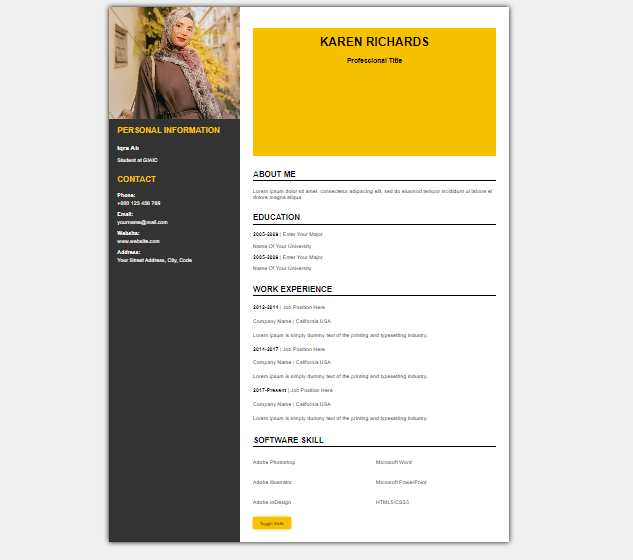 PERSONAL INFORMATION
Iqra Ali
Student at GIAIC
CONTACT
Phone:
+000 123 456 789
Email:
yourname@mail.com
Website:
www.website.com
Address:
Your Street Address, City, Code
KAREN RICHARDS
Professional Title
ABOUT ME
Lorem ipsum dolor sit amet, consectetur adipiscing elit, sed do eiusmod tempor incididunt ut labore et
dolore magna aliqua.
EDUCATION
2005-2009 | Enter Your Major
Name Of Your University
2005-2009 | Enter Your Major
Name Of Your University
WORK EXPERIENCE
2012-2014 | Job Position Here
Company Name | California USA
Lorem ipsum is simply dummy text of the printing and typesetting industry.
2014-2017 | Job Position Here
Company Name | California USA
Lorem ipsum is simply dummy text of the printing and typesetting industry.
2017-Present | Job Position Here
Company Name | California USA
Lorem ipsum is simply dummy text of the printing and typesetting industry.
SOFTWARE SKILL
Adobe Photoshop
Microsoft Word
Adobe Illustrator
Microsoft PowerPoint
Adobe InDesign
HTML5/CSS3
Toggle Skills